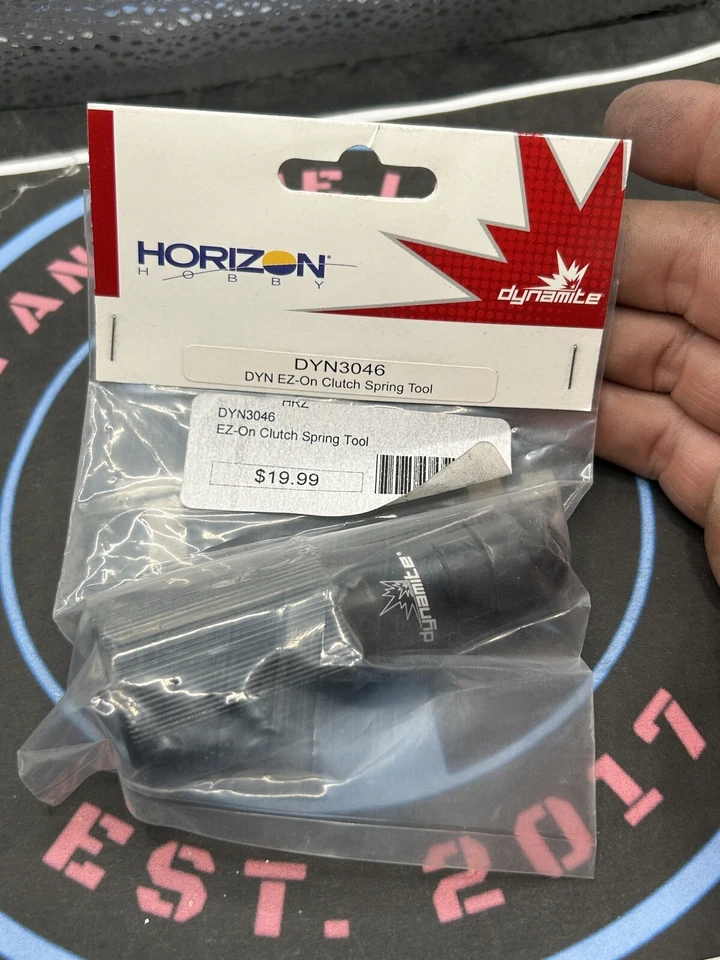 HORIZON
HOBBY
dynamite
DYN3046
DYN EZ-On Clutch Spring Tool
HRZ
DYN3046
EZ-On Clutch Spring Tool
$19.99
dynamite
EST. 2017